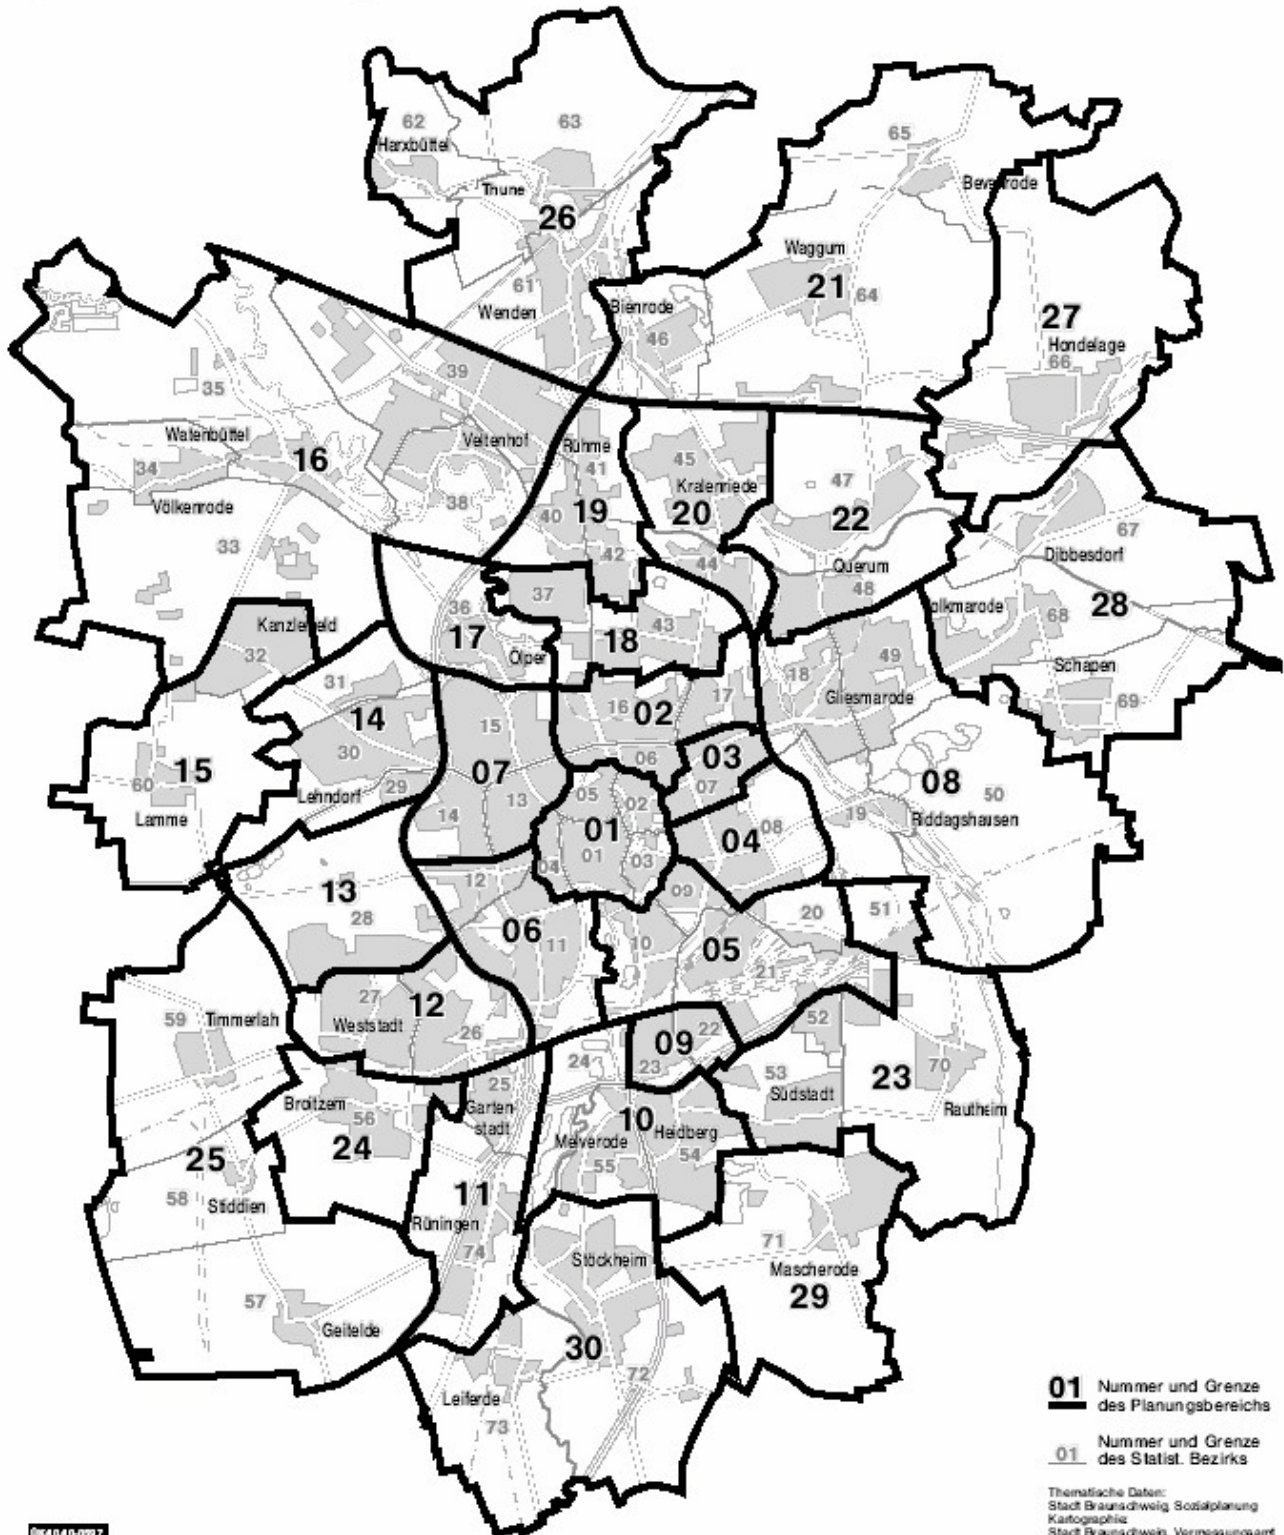 62
63
Harxbüttel
65
Thune
Bevenrode
26
Waggum
61
21
64
Wenden
Bienrode
27
46
Hondelage
66
39
35
Watenbüttel
Veltenhof
Rühme
34
16
41
45
47
Völkenrode
38
Kralenriede
40
19
20
22
67
33
42
Dibbesdorf
44
Querum
37
48
36
28
Kanzlerfeld
43
68
32
17
18
Ölper
49
Schapen
31
18
17
Gliesmarode
69
14
16
02
15
30
06
03
15
07
08
60
29
05
07
50
Lehndorf
13
02
Lamme
14
01
08
19
Riddagshausen
04
01
03
13
04
12
09
28
20
51
06
11
10
05
21
27
12
59
Timmerlah
Weststadt
26
22
52
24
09
25
23
53
23
70
Broitzem
Garten-
stadt
Südstadt
Rautheim
56
10
24
Melverode
Heidberg
25
54
55
58
11
Stiddien
Rüningen
71
74
Stöckheim
Mascherode
57
29
Geitelde
30
72
Leiferde
73
01 Nummer und Grenze
des Planungsbereichs
01 Nummer und Grenze
des Statist. Bezirks
Thematische Daten:
Stadt Braunschweig, Sozialplanung
Kartographie:
Stadt Braunschweig, Vermessungsamt